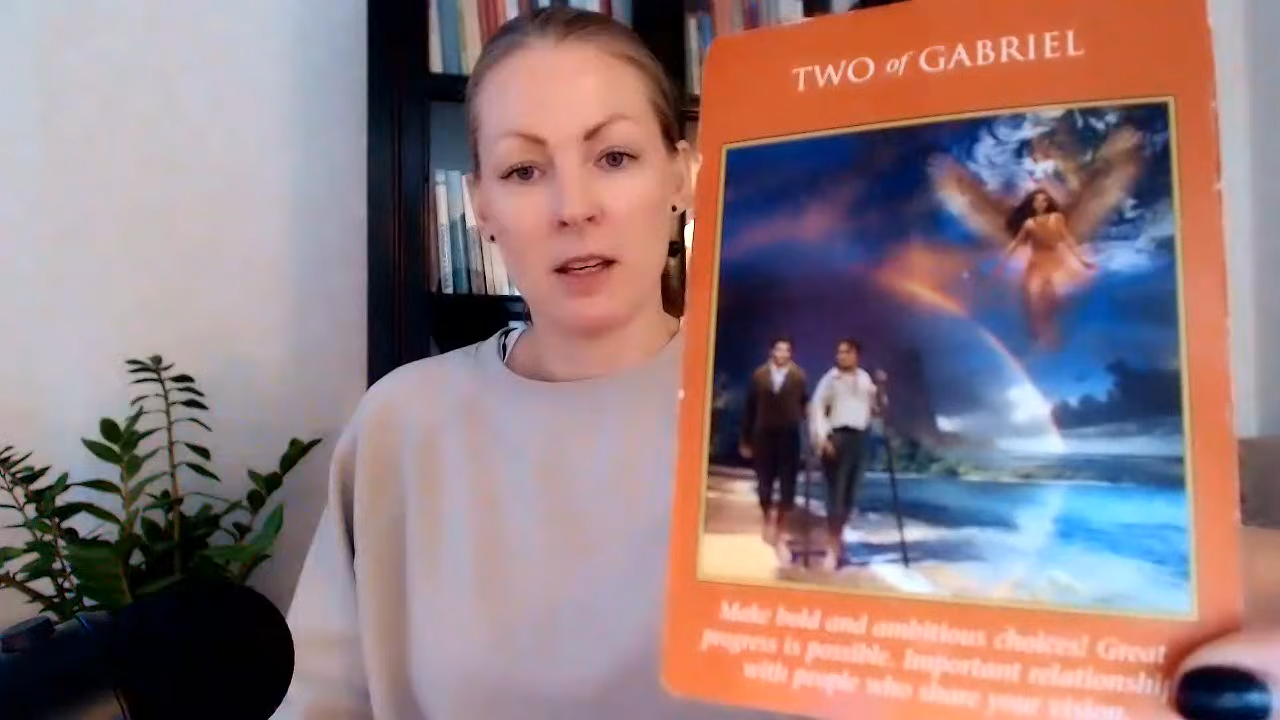 TWO of GABRIEL
Make bold and ambitious choices! Great
progress is possible. Important relationshi
with people who share your vision.